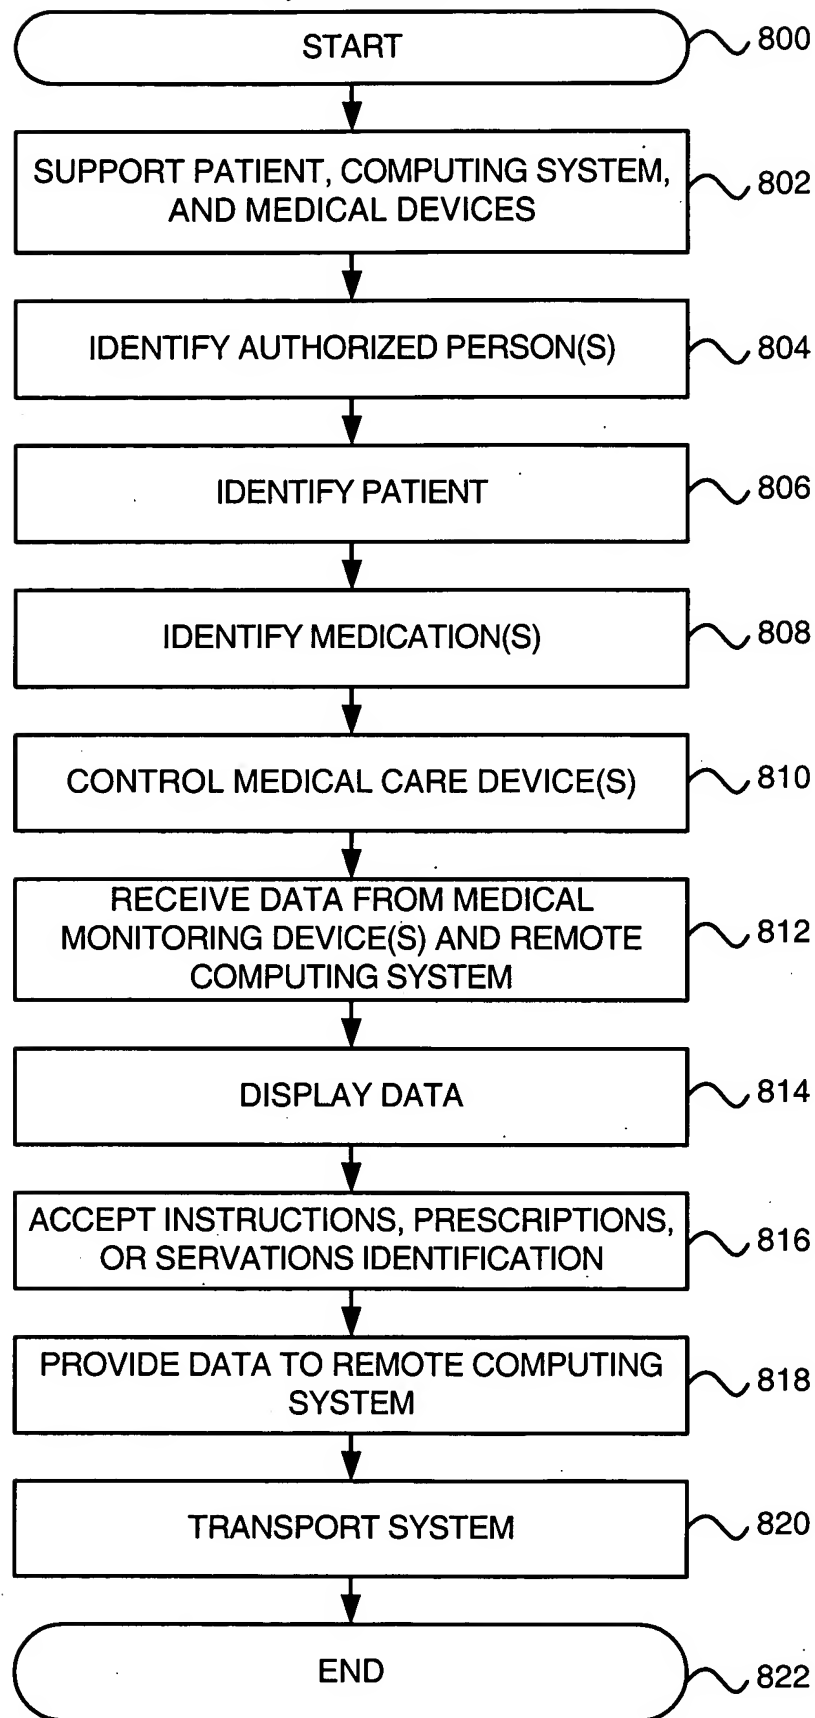 START
800
SUPPORT PATIENT, COMPUTING SYSTEM,
AND MEDICAL DEVICES
802
IDENTIFY AUTHORIZED PERSON(S)
804
IDENTIFY PATIENT
806
IDENTIFY MEDICATION(S)
808
CONTROL MEDICAL CARE DEVICE(S)
810
RECEIVE DATA FROM MEDICAL
MONITORING DEVICE(S) AND REMOTE
COMPUTING SYSTEM
812
DISPLAY DATA
814
ACCEPT INSTRUCTIONS, PRESCRIPTIONS,
OR SERVATIONS IDENTIFICATION
816
PROVIDE DATA TO REMOTE COMPUTING
SYSTEM
818
TRANSPORT SYSTEM
820
END
822